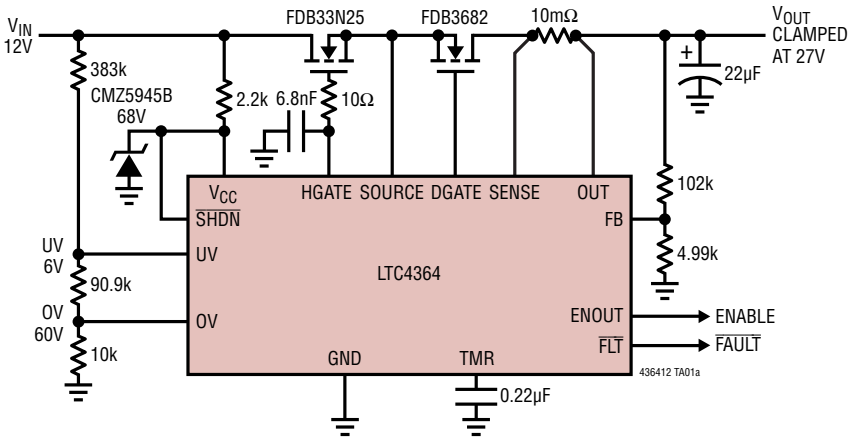 V_IN
12V
FDB33N25
FDB3682
10mΩ
V_OUT
CLAMPED
AT 27V
383k
CMZ5945B
68V
2.2k
6.8nF
10Ω
+
22µF
102k
4.99k
V_CC
HGATE
SOURCE
DGATE
SENSE
OUT
SHDN
FB
UV
6V
UV
90.9k
LTC4364
OV
60V
OV
10k
ENOUT
ENABLE
FLT
FAULT
GND
TMR
0.22µF
436412 TA01a